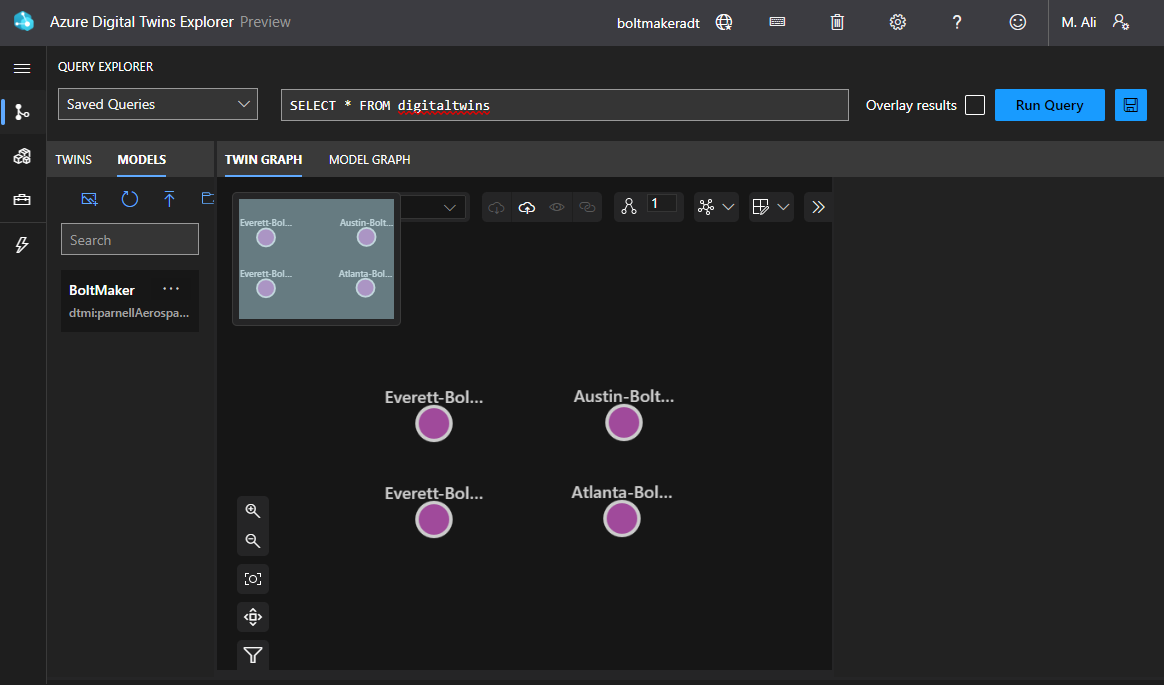 Azure Digital Twins Explorer Preview
boltmakeradt
?
M. Ali
QUERY EXPLORER
Saved Queries
SELECT * FROM digitaltwins
Overlay results
Run Query
TWINS
MODELS
TWIN GRAPH
MODEL GRAPH
1
Search
BoltMaker ...
dtmi:parnellAerospa...
Everett-Bol...
Austin-Bolt...
Everett-Bol...
Atlanta-Bol...
Everett-Bol...
Austin-Bolt...
Everett-Bol...
Atlanta-Bol...